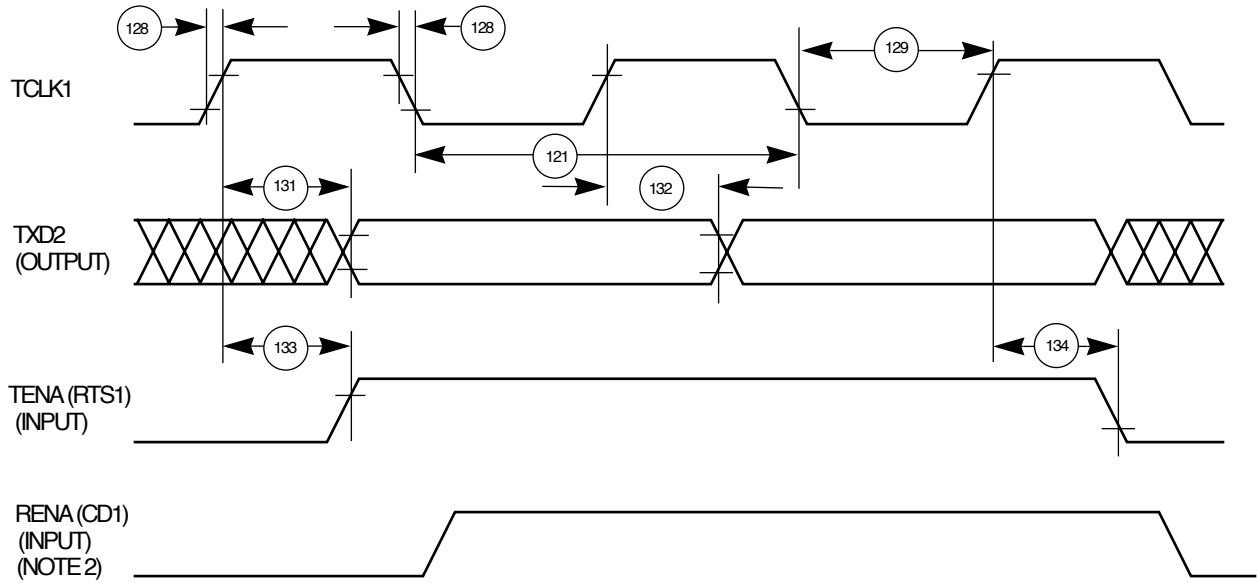 128
128
129
TCLK1
121
131
132
TXD2
(OUTPUT)
133
134
TENA (RTS1)
(INPUT)
RENA (CD1)
(INPUT)
(NOTE 2)